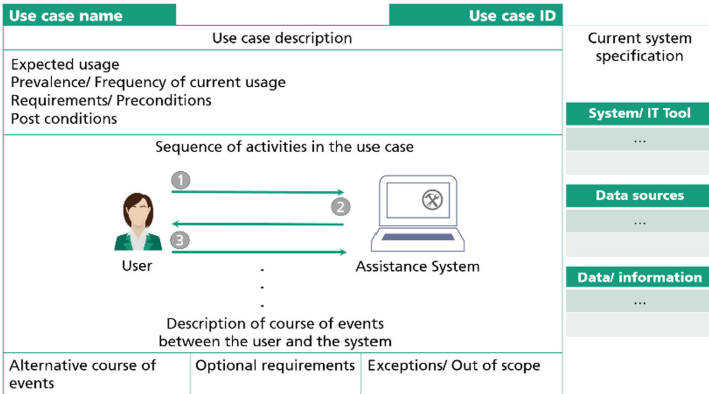 Use case name
Use case ID
Use case description
Expected usage
Prevalence/ Frequency of current usage
Requirements/ Preconditions
Post conditions
Sequence of activities in the use case
1
2
3
User
Assistance System
.
.
.
Description of course of events
between the user and the system
Alternative course of
events
Optional requirements
Exceptions/ Out of scope
Current system
specification
System/ IT Tool
...
Data sources
...
Data/ information
...